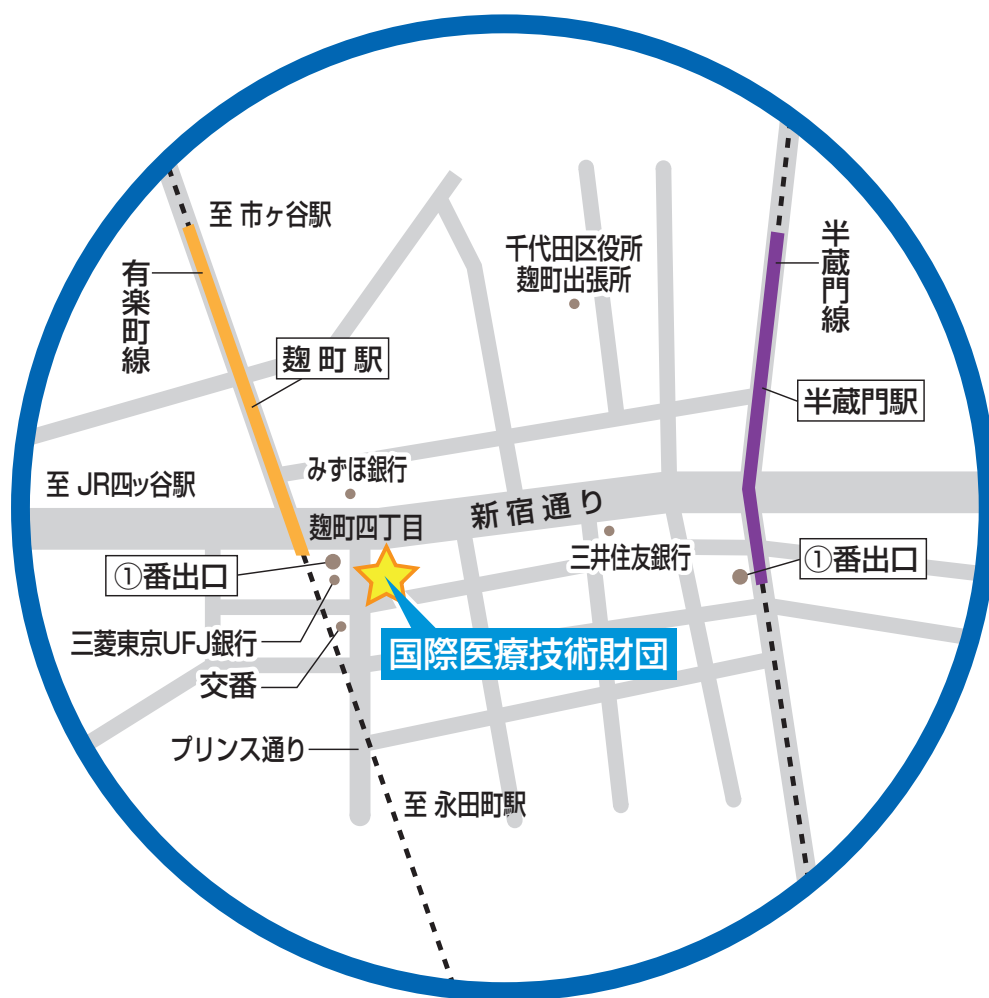 至 市ヶ谷駅
有楽町線
麹町駅
千代田区役所
麹町出張所
半蔵門線
半蔵門駅
至 JR四ッ谷駅
みずほ銀行
麹町四丁目
新宿通り
三井住友銀行
①番出口
①番出口
三菱東京UFJ銀行
国際医療技術財団
交番
プリンス通り
至 永田町駅